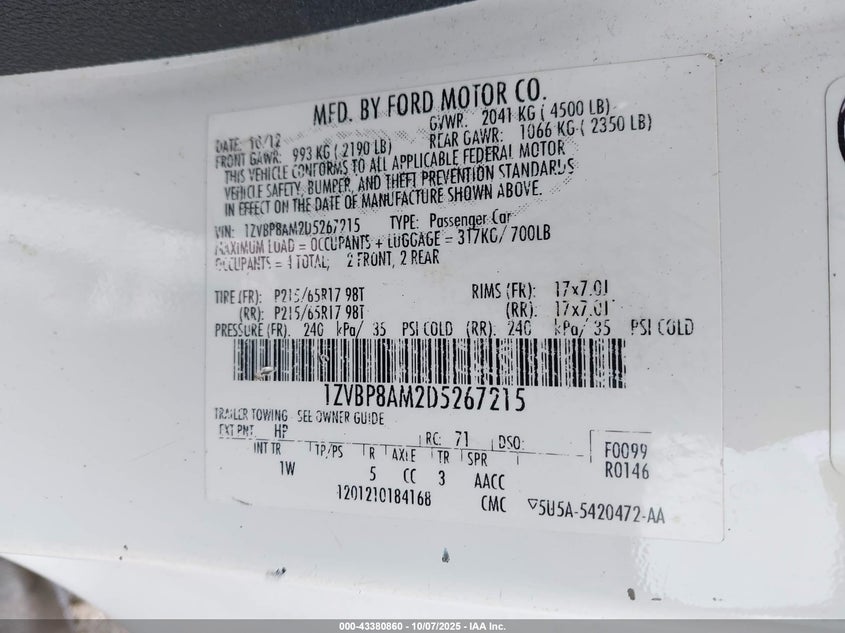 MFD. BY FORD MOTOR CO.
DATE: 10/12 GVWR: 2041 KG ( 4500 LB)
FRONT GAWR: 993 KG ( 2190 LB) REAR GAWR: 1066 KG ( 2350 LB)
THIS VEHICLE CONFORMS TO ALL APPLICABLE FEDERAL MOTOR
VEHICLE SAFETY, BUMPER, AND THEFT PREVENTION STANDARDS
IN EFFECT ON THE DATE OF MANUFACTURE SHOWN ABOVE.
VIN: 1ZVBP8AM2D5267215 TYPE: Passenger Car
MAXIMUM LOAD = OCCUPANTS + LUGGAGE = 317KG/ 700LB
OCCUPANTS = 4 TOTAL; 2 FRONT, 2 REAR
TIRE (FR): P215/65R17 98T RIMS (FR): 17x7.0J
(RR): P215/65R17 98T (RR): 17x7.0J
PRESSURE (FR): 240 kPa/ 35 PSI COLD (RR): 240 kPa/ 35 PSI COLD
1ZVBP8AM2D5267215
TRAILER TOWING - SEE OWNER GUIDE
EXT PNT: HP RC: 71 DSO: F0099
INT TR TP/PS R AXLE TR SPR R0146
1W 5 CC 3 AACC
1201210184168 CMC ▽5U5A-5420472-AA
000-43380860 - 10/07/2025 - IAA Inc.